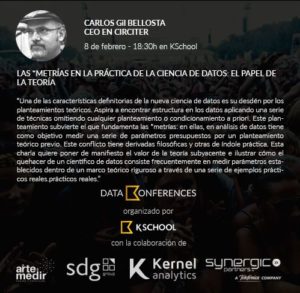 CARLOS GIl BELLOSTA
CEO EN CIRCITER
8 de febrero - 18:30h en KSchool
LAS "METRÍAS EN LA PRÁCTICA DE LA CIENCIA DE DATOS: EL PAPEL DE
LA TEORÍA
"Una de las características definitorias de la nueva ciencia de datos es su desdén por los
planteamientos teóricos. Aspira a encontrar estructura en los datos aplicando una serie
de técnicas omitiendo cualquier planteamiento o condicionamiento a priori. Este plan-
teamiento subvierte el que fundamenta las "metrías: en ellas, en análisis de datos tiene
como objetivo medir una serie de parámetros presupuestos por un planteamiento
teórico previo. Este conflicto tiene derivadas filosóficas y otras de índole práctica. Esta
charla quiere poner de manifiesto el valor de la teoría subyacente e ilustrar cómo el
quehacer de un científico de datos consiste frecuentemente en medir parámetros esta-
blecidos dentro de un marco teórico riguroso a través de una serie de ejemplos prácti-
cos reales.prácticos reales."
DATA KONFERENCES
organizado por
KSCHOOL
con la colaboración de
arte medir
sdg group
Kernel analytics
synergic partners
A Telefónica COMPANY